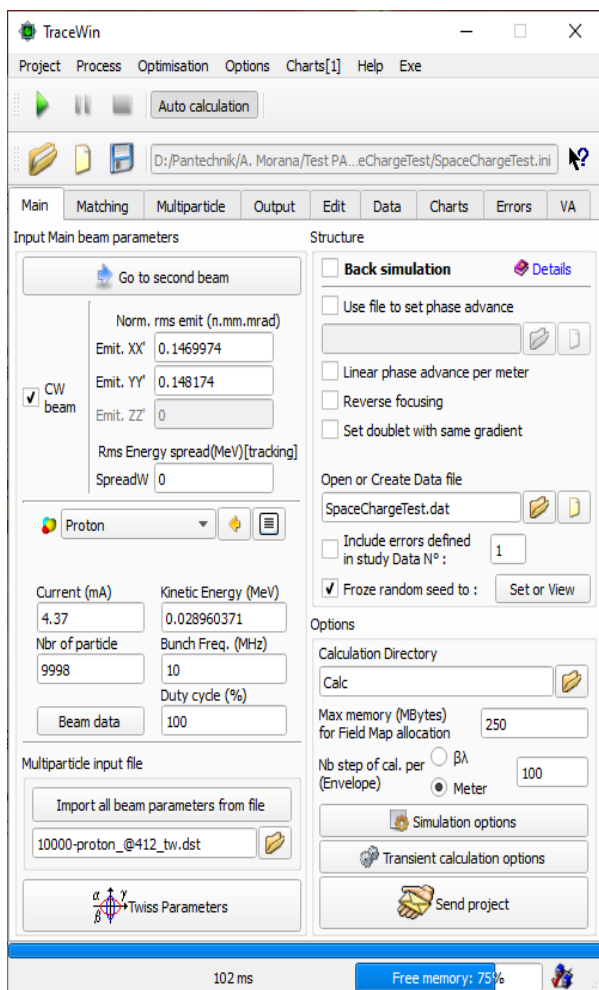 TraceWin
Project Process Optimisation Options Charts[1] Help Exe
Auto calculation
D:/Pantechnik/A. Morana/Test PA...eChargeTest/SpaceChargeTest.ini
Main Matching Multiparticle Output Edit Data Charts Errors VA
Input Main beam parameters
Go to second beam
Norm. rms emit (n.mm.mrad)
Emit. XX' 0.1469974
Emit. YY' 0.148174
CW beam
Emit. ZZ' 0
Rms Energy spread(MeV)[tracking]
SpreadW 0
Proton
Current (mA) Kinetic Energy (MeV)
4.37 0.028960371
Nbr of particle Bunch Freq. (MHz)
9998 10
Duty cycle (%)
Beam data 100
Multiparticle input file
Import all beam parameters from file
10000-proton_@412_tw.dst
α γ
β
Twiss Parameters
Structure
Back simulation Details
Use file to set phase advance
Linear phase advance per meter
Reverse focusing
Set doublet with same gradient
Open or Create Data file
SpaceChargeTest.dat
Include errors defined
in study Data N° : 1
Froze random seed to : Set or View
Options
Calculation Directory
Calc
Max memory (MBytes)
for Field Map allocation 250
Nb step of cal. per βλ
(Envelope) Meter 100
Simulation options
Transient calculation options
Send project
102 ms Free memory: 75%